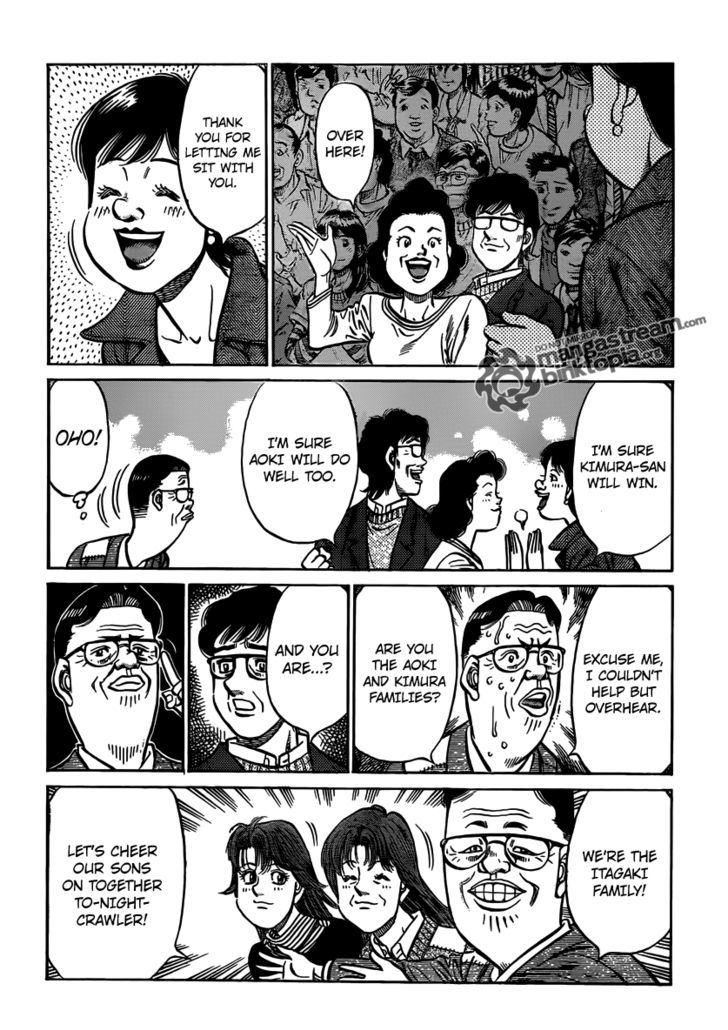 THANK
YOU FOR
LETTING ME
SIT WITH
YOU.
OVER
HERE!
DO NOT MIRROR
mangastream.com
binktopia.org
OHO!
I'M SURE
AOKI WILL DO
WELL TOO.
I'M SURE
KIMURA-SAN
WILL WIN.
AND YOU
ARE...?
ARE YOU
THE AOKI
AND KIMURA
FAMILIES?
EXCUSE ME,
I COULDN'T
HELP BUT
OVERHEAR.
LET'S CHEER
OUR SONS
ON TOGETHER
TO-NIGHT-
CRAWLER!
WE'RE THE
ITAGAKI
FAMILY!